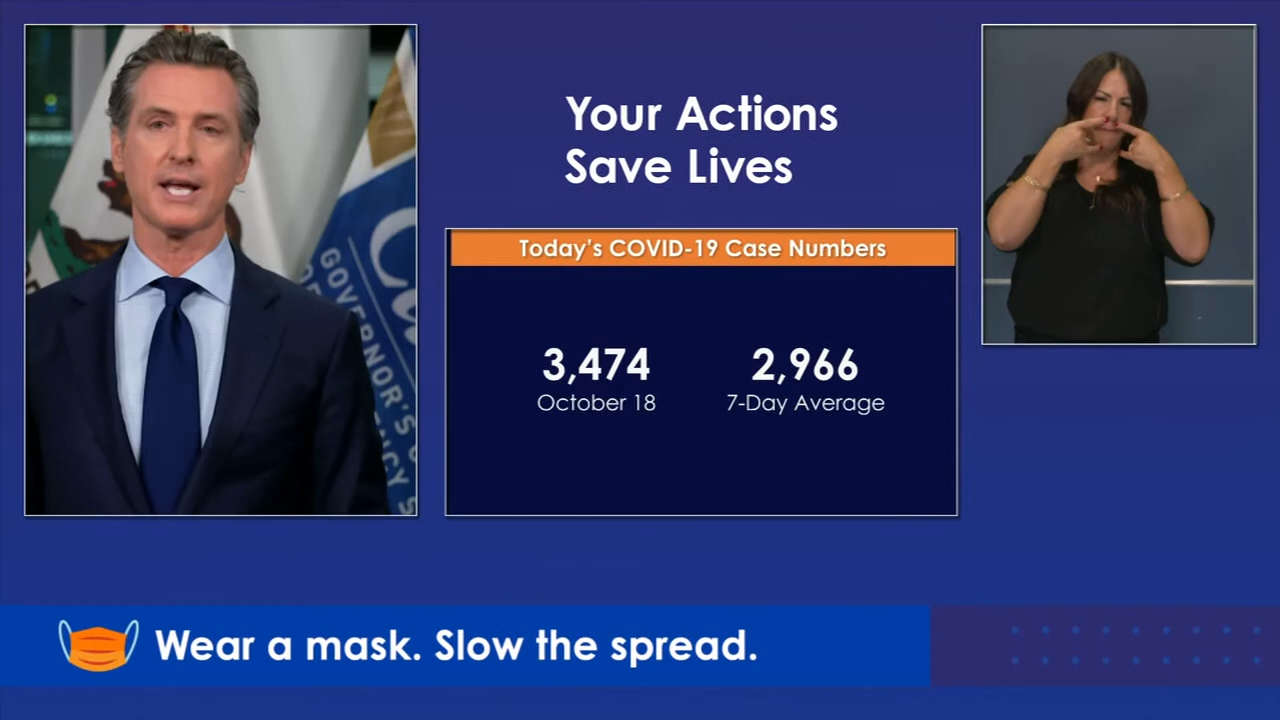 Your Actions
Save Lives
Today's COVID-19 Case Numbers
3,474
October 18
2,966
7-Day Average
GOVERNOR'S
Wear a mask. Slow the spread.